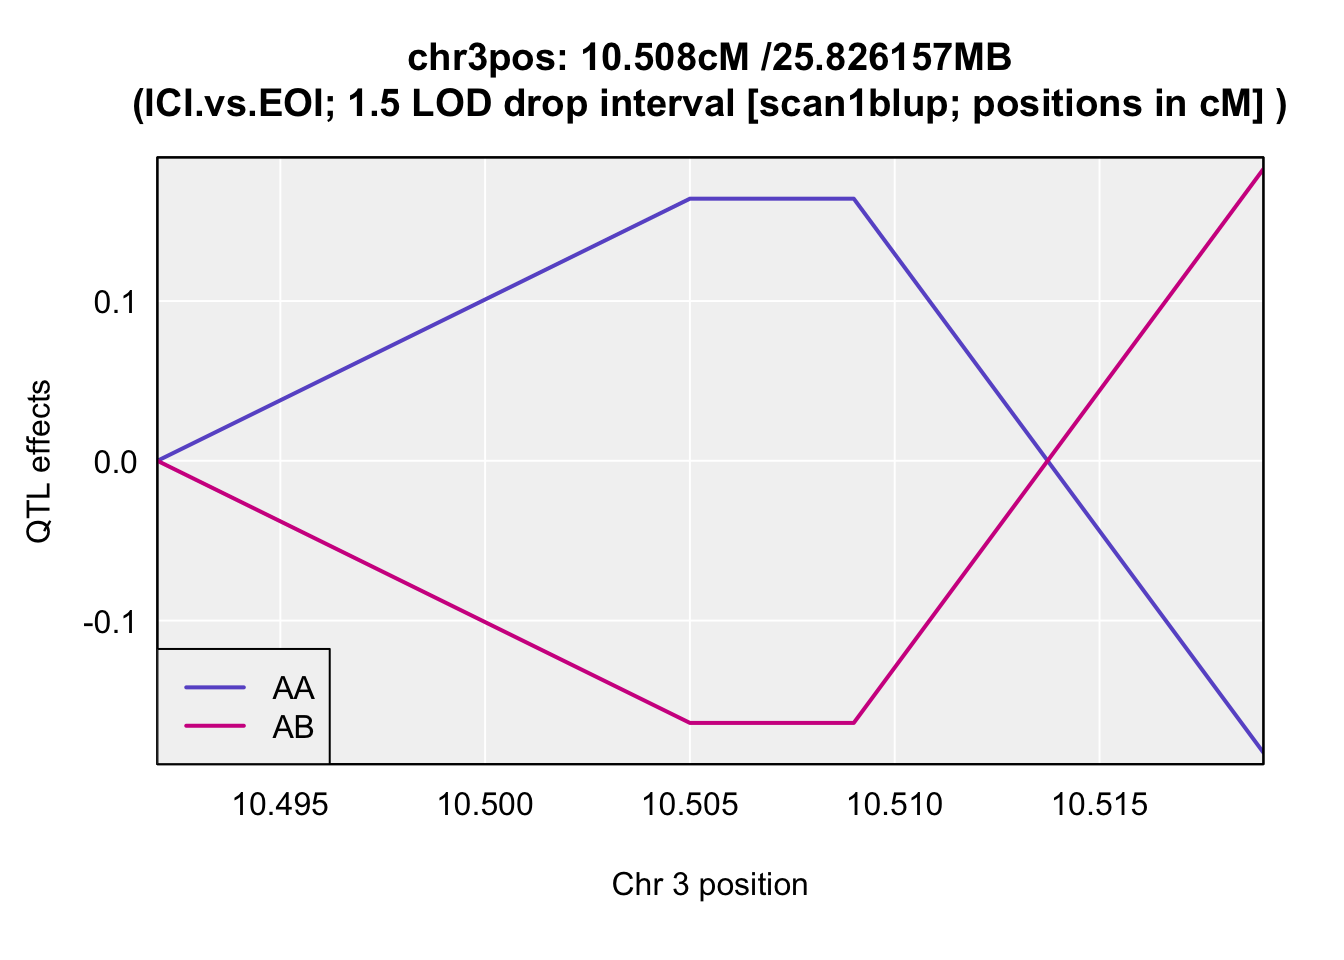 chr3pos: 10.508cM /25.826157MB
(ICI.vs.EOI; 1.5 LOD drop interval [scan1blup; positions in cM] )
QTL effects
0.1
0.0
-0.1
AA
AB
10.495 10.500 10.505 10.510 10.515
Chr 3 position